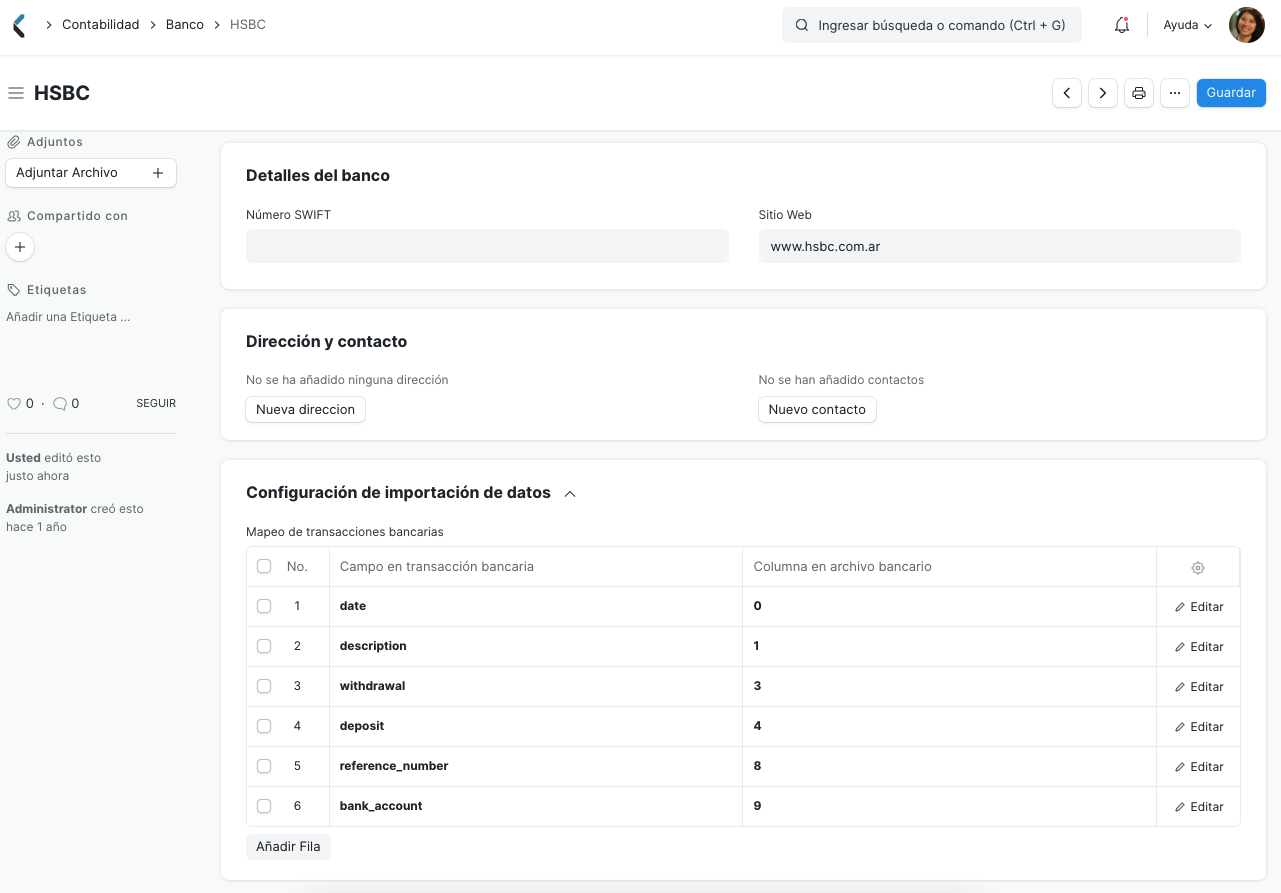 Contabilidad
Banco
HSBC
Ingresar búsqueda o comando (Ctrl + G)
Ayuda
HSBC
Guardar
Adjuntos
Adjuntar Archivo
Compartido con
Etiquetas
Añadir una Etiqueta ...
0 · 0
SEGUIR
Usted editó esto
justo ahora
Administrator creó esto
hace 1 año
Detalles del banco
Número SWIFT
Sitio Web
www.hsbc.com.ar
Dirección y contacto
No se ha añadido ninguna dirección
No se han añadido contactos
Nueva direccion
Nuevo contacto
Configuración de importación de datos
Mapeo de transacciones bancarias
No. Campo en transacción bancaria Columna en archivo bancario
1 date 0 Editar
2 description 1 Editar
3 withdrawal 3 Editar
4 deposit 4 Editar
5 reference_number 8 Editar
6 bank_account 9 Editar
Añadir Fila